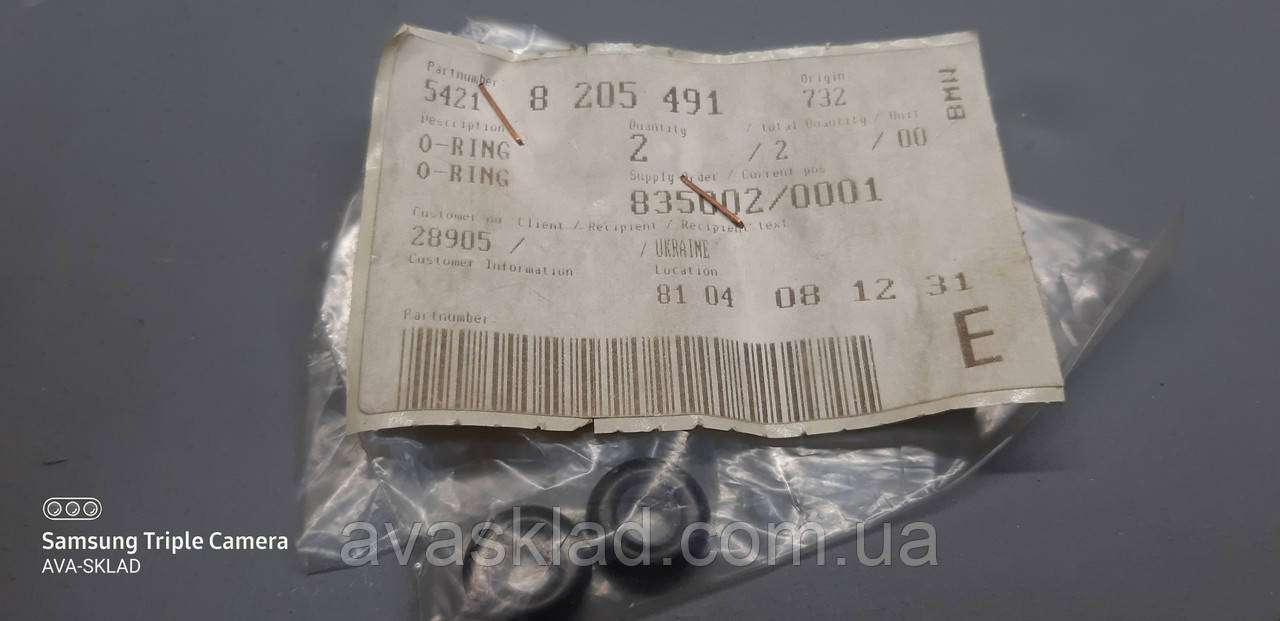 Partnumber: Origin
5421 8 205 491 732 BMW
Description Quantity / Total Quantity / Unit
O-RING 2 / 2 / 00
O-RING Supply Order / Current pos
835002/0001
Customer no Client / Recipient / Recipient text
28905 / / UKRAINE
Customer Information Location
81 04 08 12 31
Partnumber E
avasklad.com.ua
Samsung Triple Camera
AVA-SKLAD